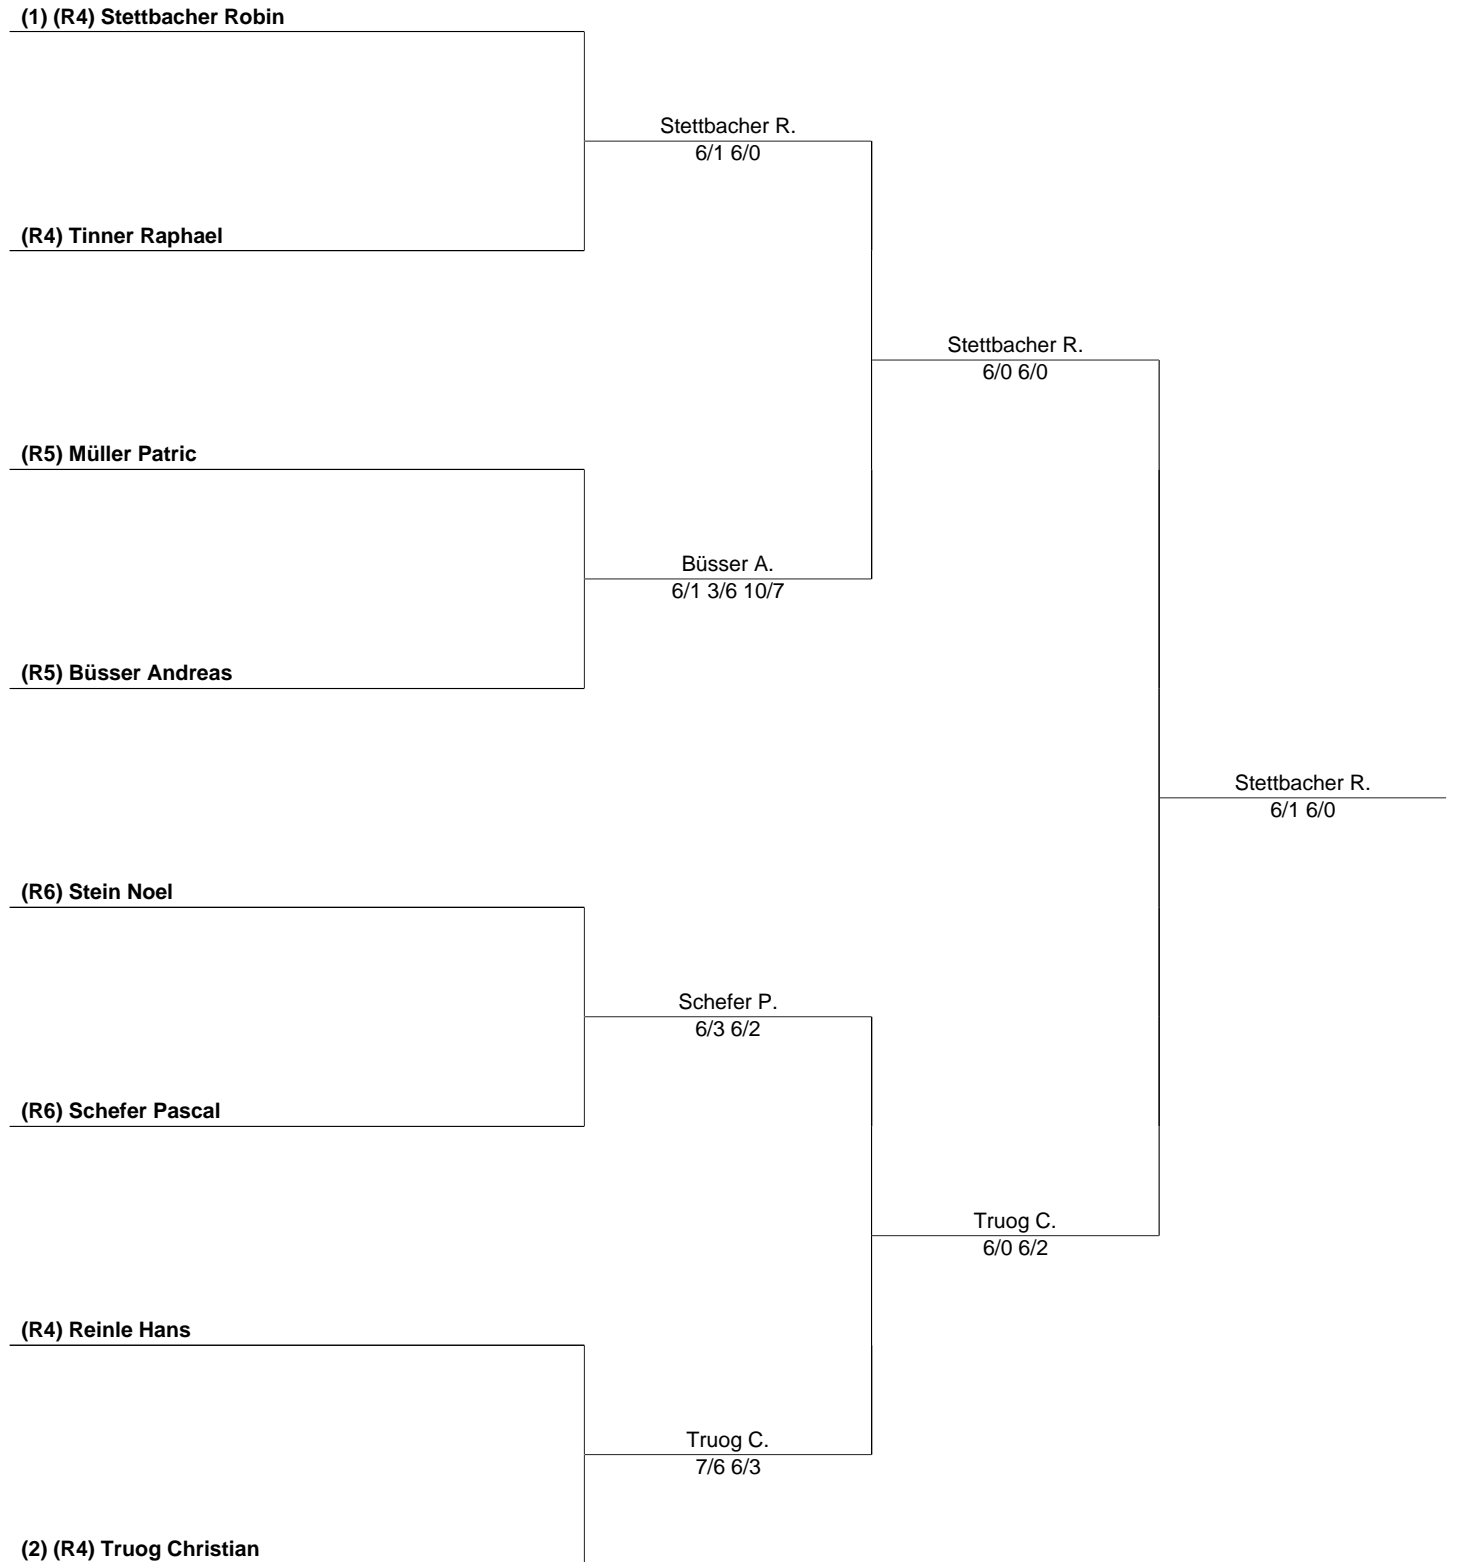 (1) (R4) Stettbacher Robin
Stettbacher R.
6/1 6/0
(R4) Tinner Raphael
Stettbacher R.
6/0 6/0
(R5) Müller Patric
Büsser A.
6/1 3/6 10/7
(R5) Büsser Andreas
Stettbacher R.
6/1 6/0
(R6) Stein Noel
Schefer P.
6/3 6/2
(R6) Schefer Pascal
Truog C.
6/0 6/2
(R4) Reinle Hans
Truog C.
7/6 6/3
(2) (R4) Truog Christian